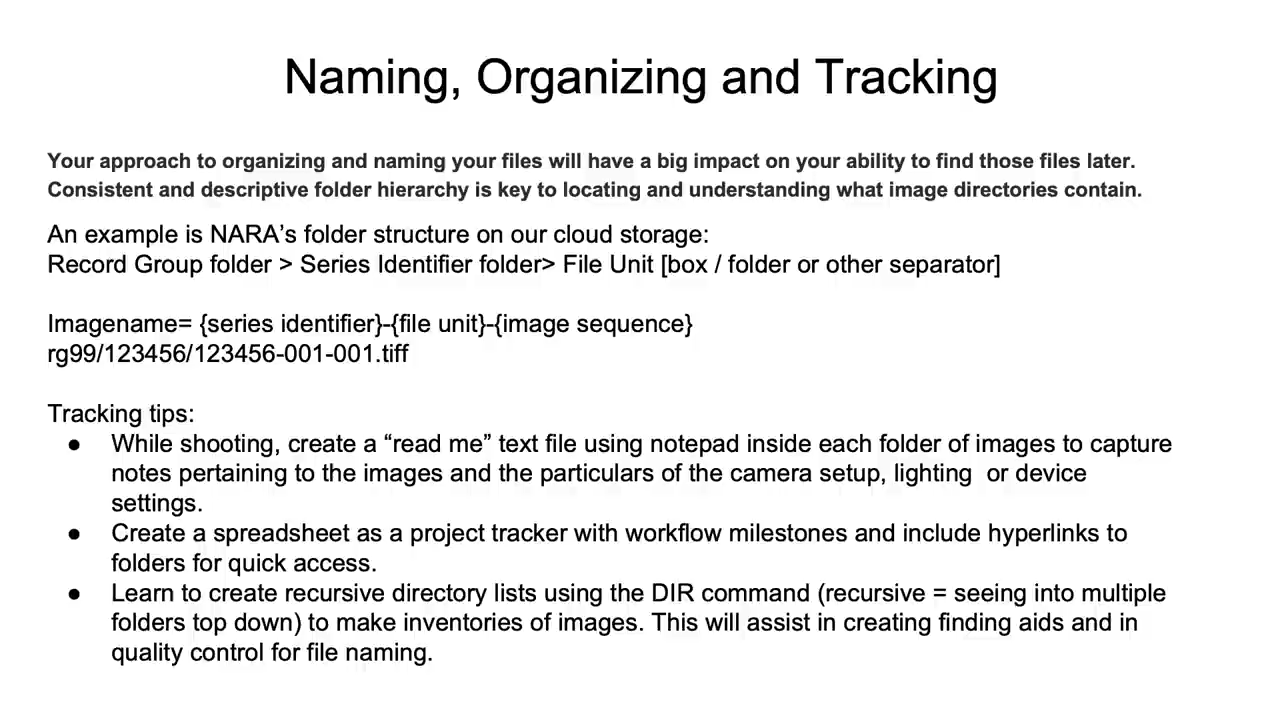 Naming, Organizing and Tracking
Your approach to organizing and naming your files will have a big impact on your ability to find those files later.
Consistent and descriptive folder hierarchy is key to locating and understanding what image directories contain.
An example is NARA’s folder structure on our cloud storage:
Record Group folder > Series Identifier folder> File Unit [box / folder or other separator]
Imagename= {series identifier}-{file unit}-{image sequence}
rg99/123456/123456-001-001.tiff
Tracking tips:
● While shooting, create a “read me” text file using notepad inside each folder of images to capture
notes pertaining to the images and the particulars of the camera setup, lighting  or device
settings.
● Create a spreadsheet as a project tracker with workflow milestones and include hyperlinks to
folders for quick access.
● Learn to create recursive directory lists using the DIR command (recursive = seeing into multiple
folders top down) to make inventories of images. This will assist in creating finding aids and in
quality control for file naming.